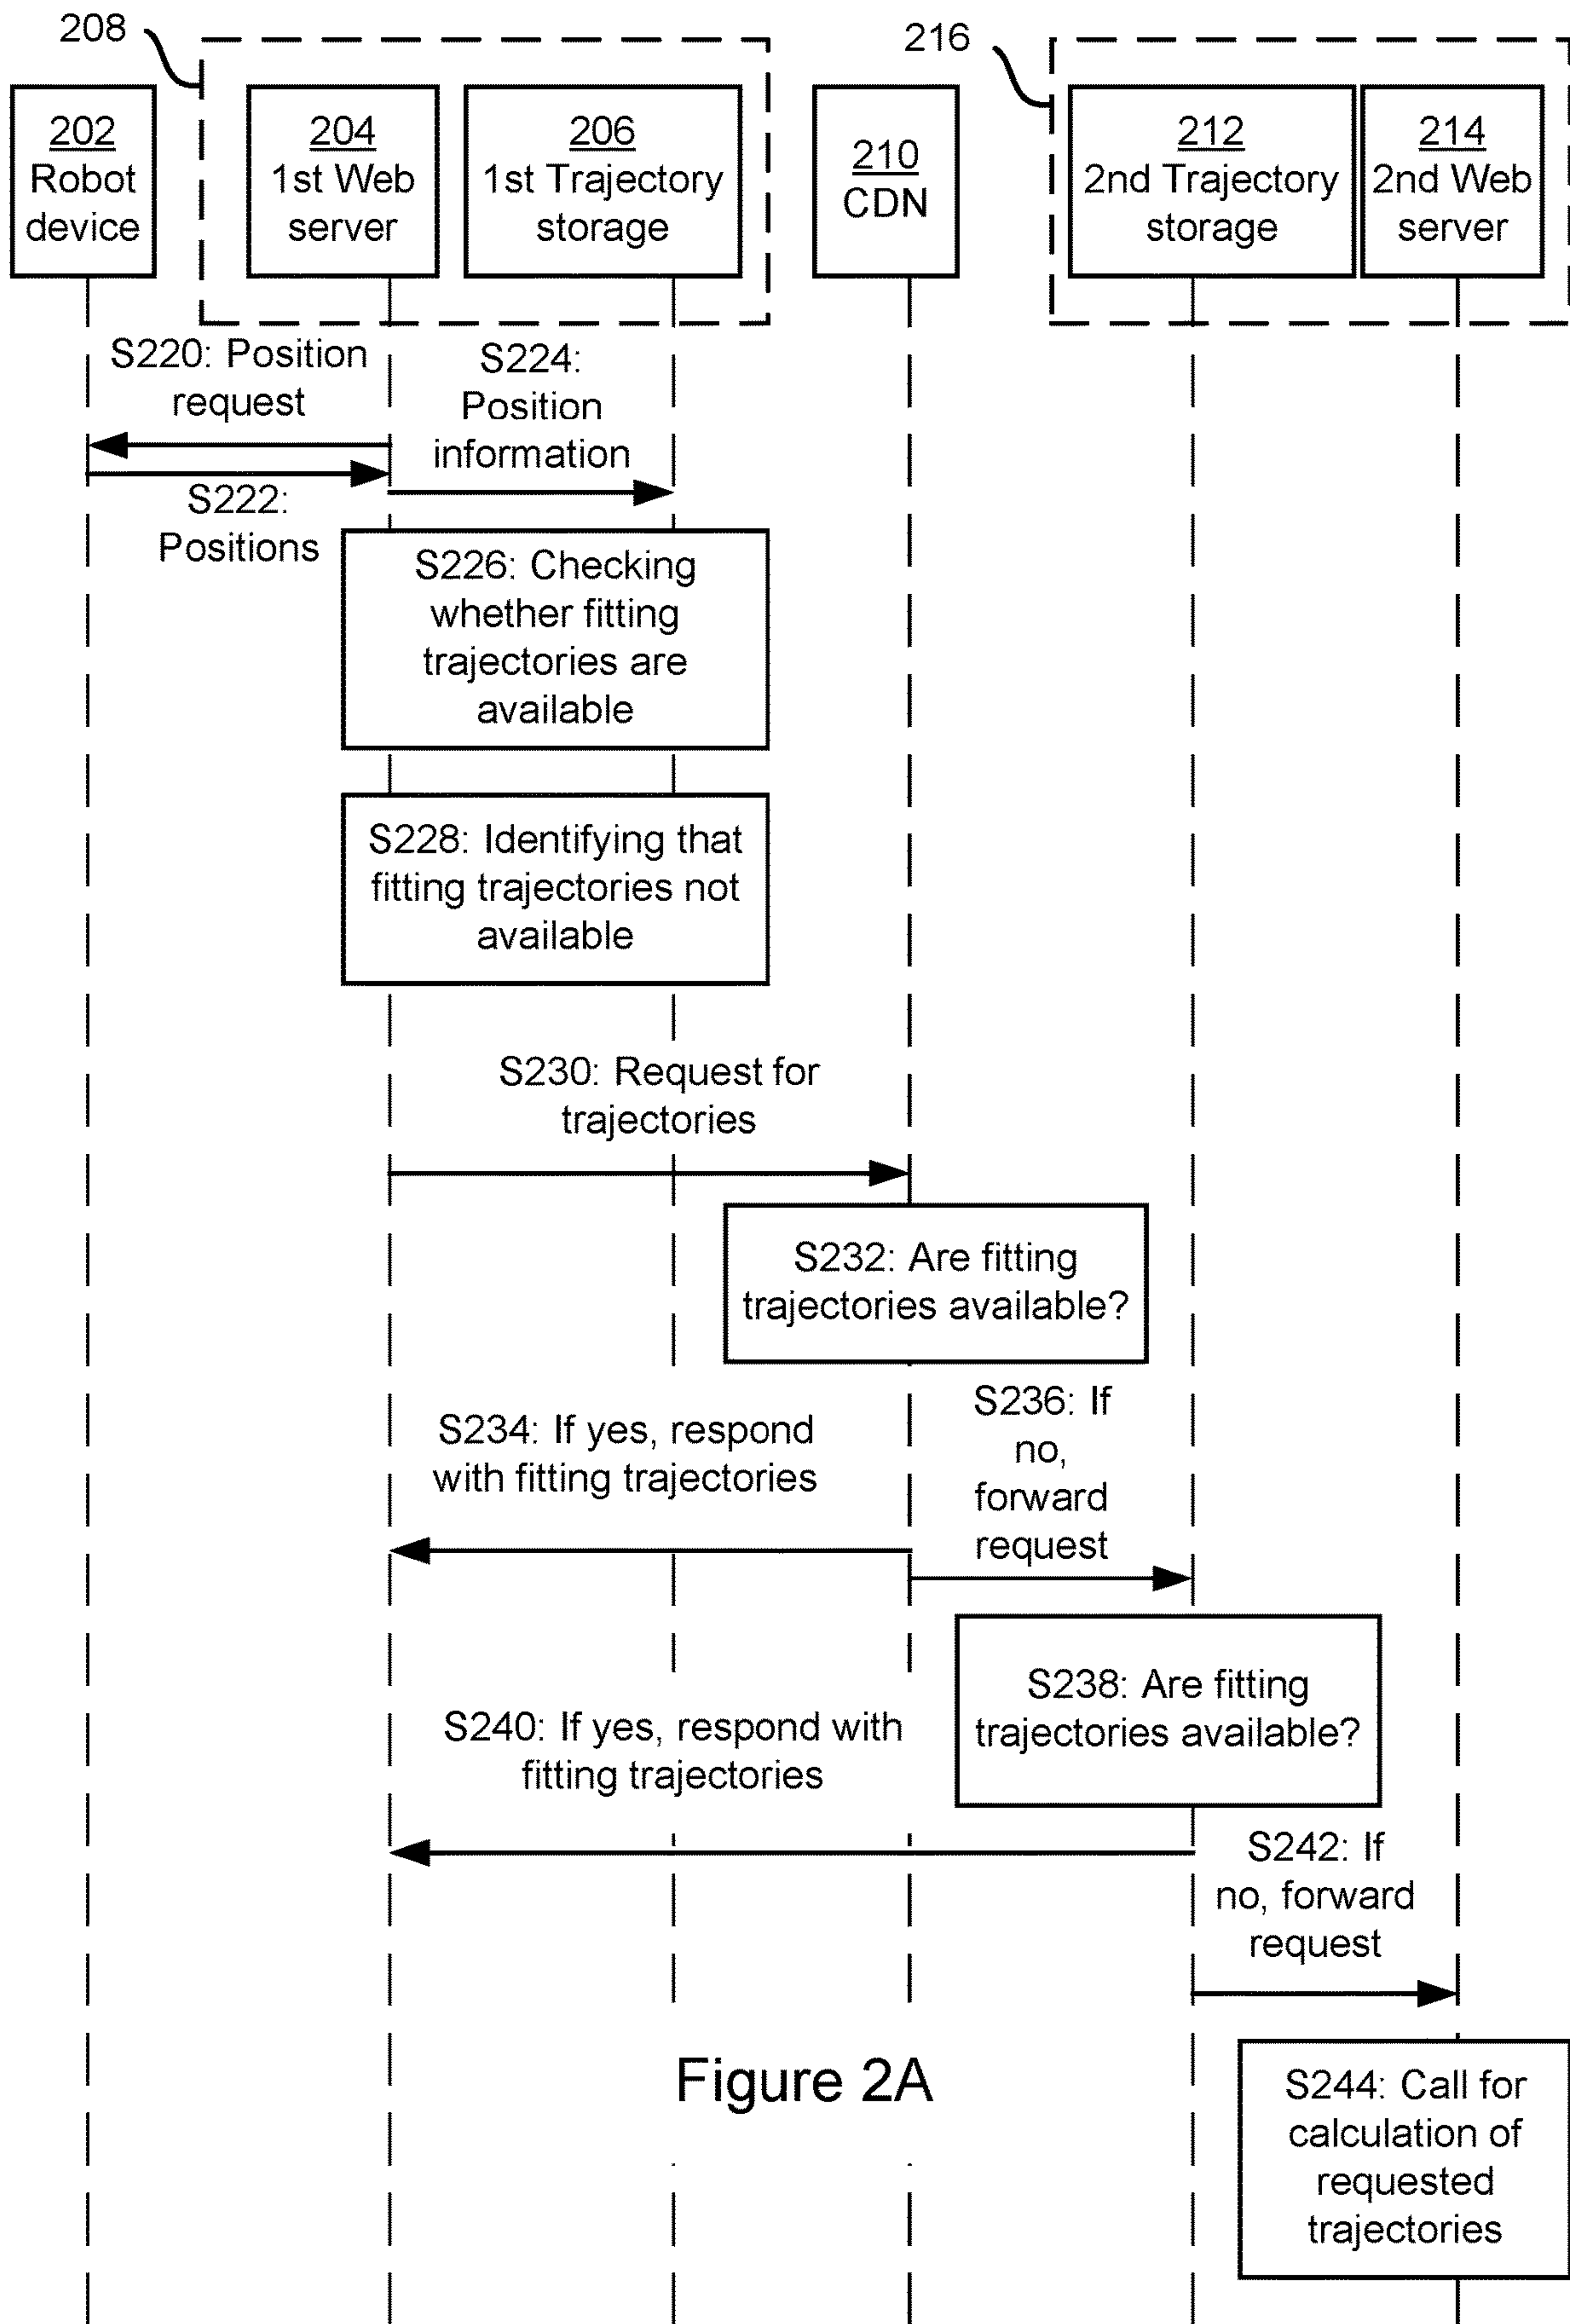 208
216
202
Robot
device
204
1st Web
server
206
1st Trajectory
storage
210
CDN
212
2nd Trajectory
storage
214
2nd Web
server
S220: Position
request
S224:
Position
information
S222:
Positions
S226: Checking
whether fitting
trajectories are
available
S228: Identifying that
fitting trajectories not
available
S230: Request for
trajectories
S232: Are fitting
trajectories available?
S234: If yes, respond
with fitting trajectories
S236: If
no,
forward
request
S238: Are fitting
trajectories available?
S240: If yes, respond with
fitting trajectories
S242: If
no, forward
request
S244: Call for
calculation of
requested
trajectories
Figure 2A